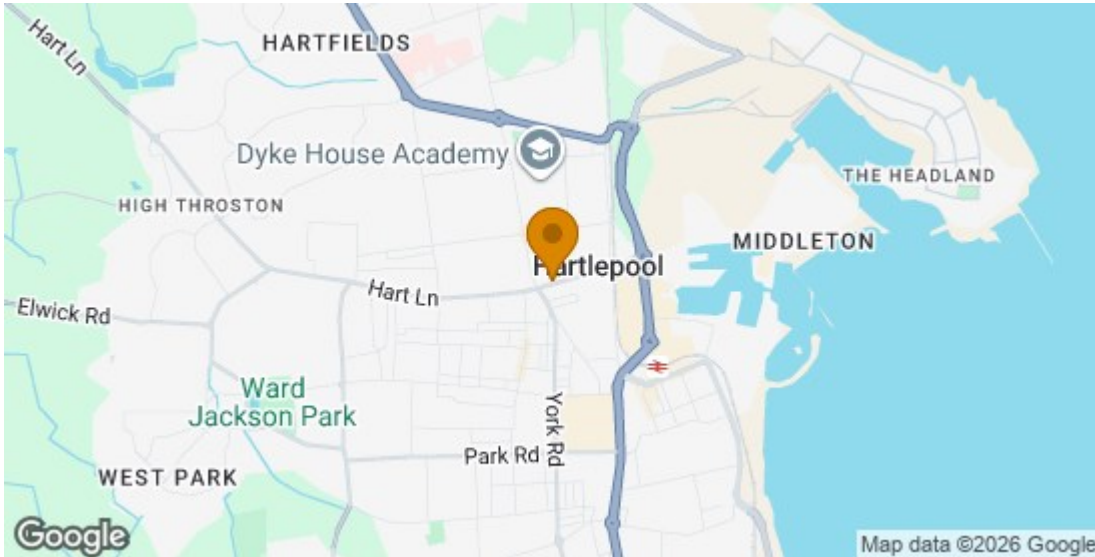 Hart Ln
HARTFIELDS
Dyke House Academy
THE HEADLAND
HIGH THROSTON
MIDDLETON
Hartlepool
Hart Ln
Elwick Rd
Ward
Jackson Park
York Rd
Park Rd
WEST PARK
Google
Map data ©2026 Google